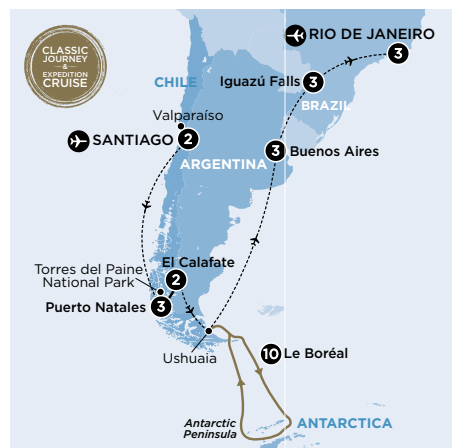 CLASSIC
JOURNEY
&
EXPEDITION
CRUISE
RIO DE JANEIRO
3
CHILE
Iguazú Falls
3
BRAZIL
Valparaíso
SANTIAGO
2
ARGENTINA
3
Buenos Aires
El Calafate
2
Torres del Paine
National Park
Puerto Natales
3
Ushuaia
10
Le Boréal
Antarctic
Peninsula
ANTARCTICA